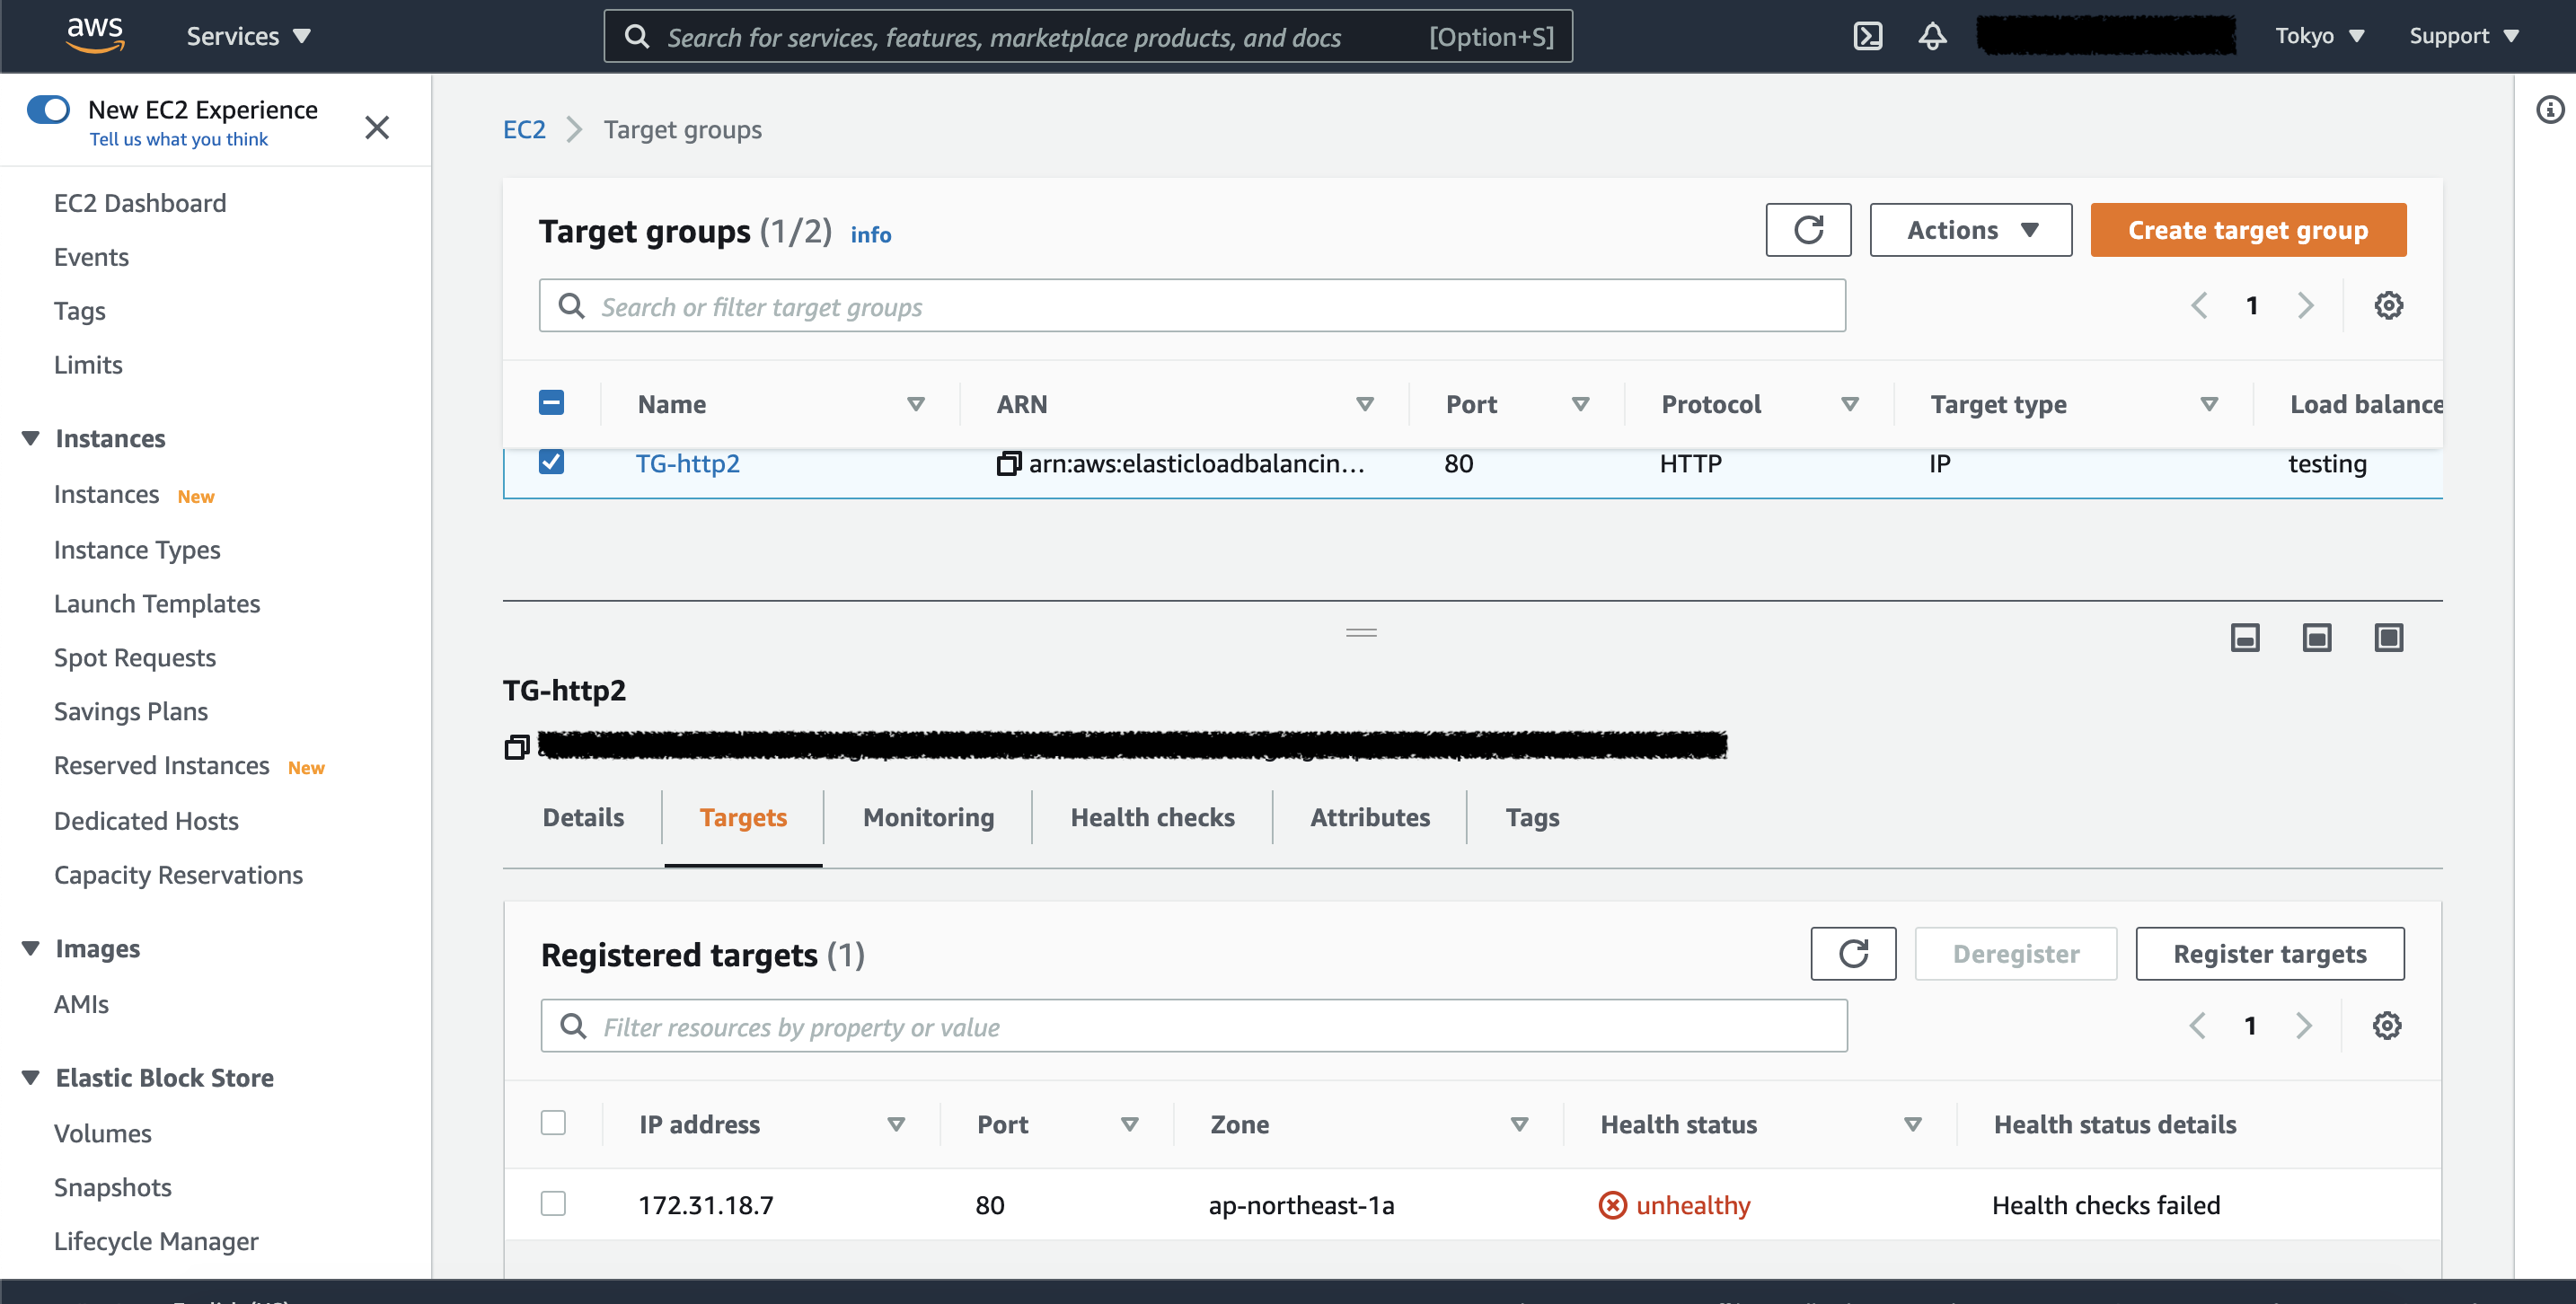 aws
Services
Search for services, features, marketplace products, and docs
[Option+S]
Tokyo
Support
New EC2 Experience
Tell us what you think
EC2 Dashboard
Events
Tags
Limits
Instances
Instances New
Instance Types
Launch Templates
Spot Requests
Savings Plans
Reserved Instances New
Dedicated Hosts
Capacity Reservations
Images
AMIs
Elastic Block Store
Volumes
Snapshots
Lifecycle Manager
EC2 Target groups
Target groups (1/2) info
Actions
Create target group
Search or filter target groups
1
Name ARN Port Protocol Target type Load balance
TG-http2 arn:aws:elasticloadbalancin... 80 HTTP IP testing
TG-http2
Details Targets Monitoring Health checks Attributes Tags
Registered targets (1)
Deregister
Register targets
Filter resources by property or value
1
IP address Port Zone Health status Health status details
172.31.18.7 80 ap-northeast-1a unhealthy Health checks failed